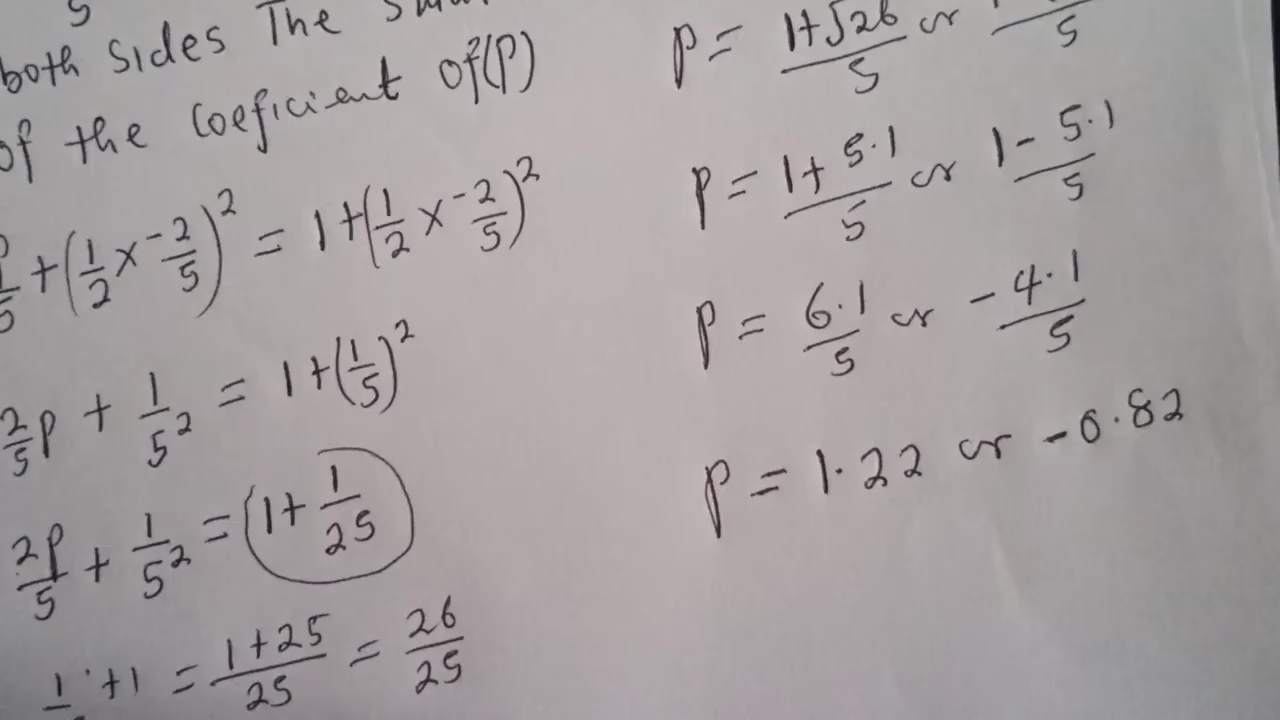 5
both sides The
of the coeficient of(P)
+(1/2 x -2/5)² = 1+(1/2 x -2/5)²
2/5 p + 1/5² = 1+(1/5)²
2p/5 + 1/5² = (1+ 1/25)
+1 = 1+25/25 = 26/25
p = 1+√26/5 or /5
p = 1+5.1/5 or 1-5.1/5
p = 6.1/5 or -4.1/5
p = 1.22 or -0.82